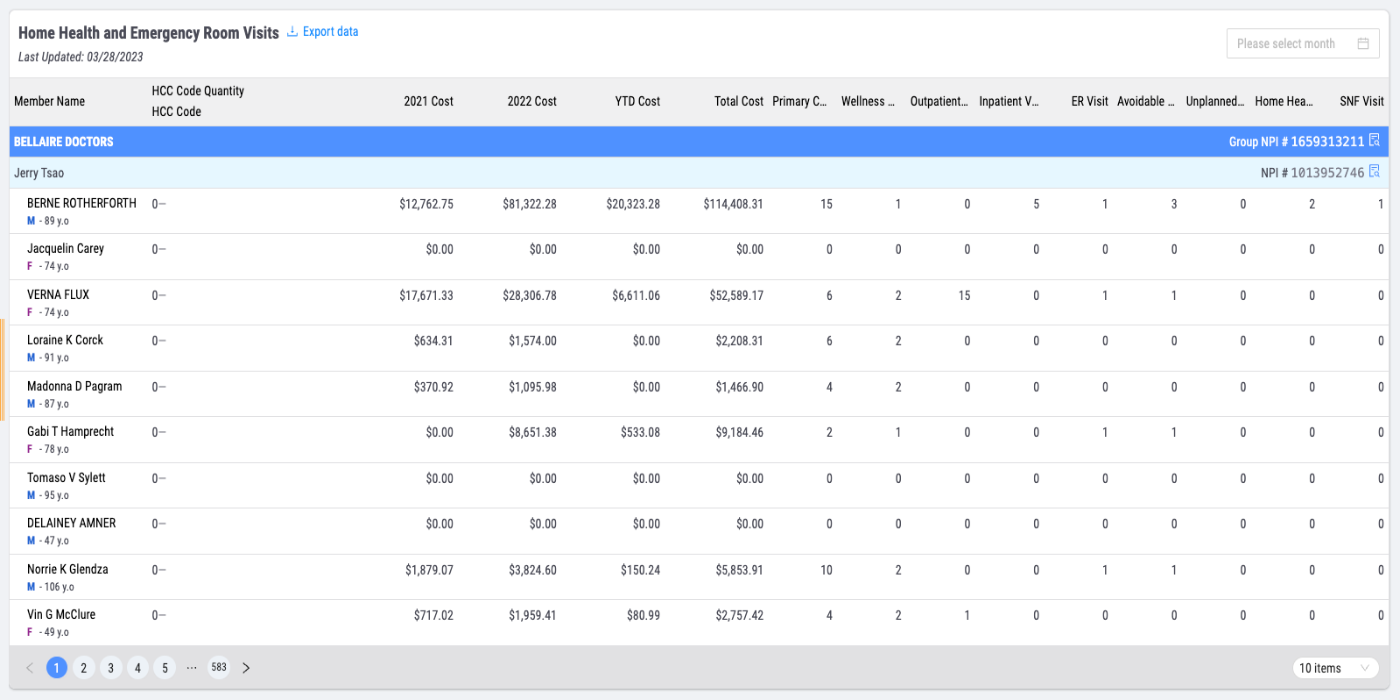 Home Health and Emergency Room Visits Export data
Last Updated: 03/28/2023
Please select month
Member Name HCC Code Quantity HCC Code 2021 Cost 2022 Cost YTD Cost Total Cost Primary C... Wellness ... Outpatient... Inpatient V... ER Visit Avoidable ... Unplanned... Home Hea... SNF Visit
BELLAIRE DOCTORS Group NPI # 1659313211
Jerry Tsao NPI # 1013952746
BERNE ROTHERFORTH 0— $12,762.75 $81,322.28 $20,323.28 $114,408.31 15 1 0 5 1 3 0 2 1
M - 89 y.o
Jacquelin Carey 0— $0.00 $0.00 $0.00 $0.00 0 0 0 0 0 0 0 0 0
F - 74 y.o
VERNA FLUX 0— $17,671.33 $28,306.78 $6,611.06 $52,589.17 6 2 15 0 1 1 0 0 0
F - 74 y.o
Loraine K Corck 0— $634.31 $1,574.00 $0.00 $2,208.31 6 2 0 0 0 0 0 0 0
M - 91 y.o
Madonna D Pagram 0— $370.92 $1,095.98 $0.00 $1,466.90 4 2 0 0 0 0 0 0 0
M - 87 y.o
Gabi T Hamprecht 0— $0.00 $8,651.38 $533.08 $9,184.46 2 1 0 0 1 1 0 0 0
F - 78 y.o
Tomaso V Sylett 0— $0.00 $0.00 $0.00 $0.00 0 0 0 0 0 0 0 0 0
M - 95 y.o
DELAINEY AMNER 0— $0.00 $0.00 $0.00 $0.00 0 0 0 0 0 0 0 0 0
M - 47 y.o
Norrie K Glendza 0— $1,879.07 $3,824.60 $150.24 $5,853.91 10 2 0 0 1 1 0 0 0
M - 106 y.o
Vin G McClure 0— $717.02 $1,959.41 $80.99 $2,757.42 4 2 1 0 0 0 0 0 0
F - 49 y.o
1 2 3 4 5 ··· 583 10 items